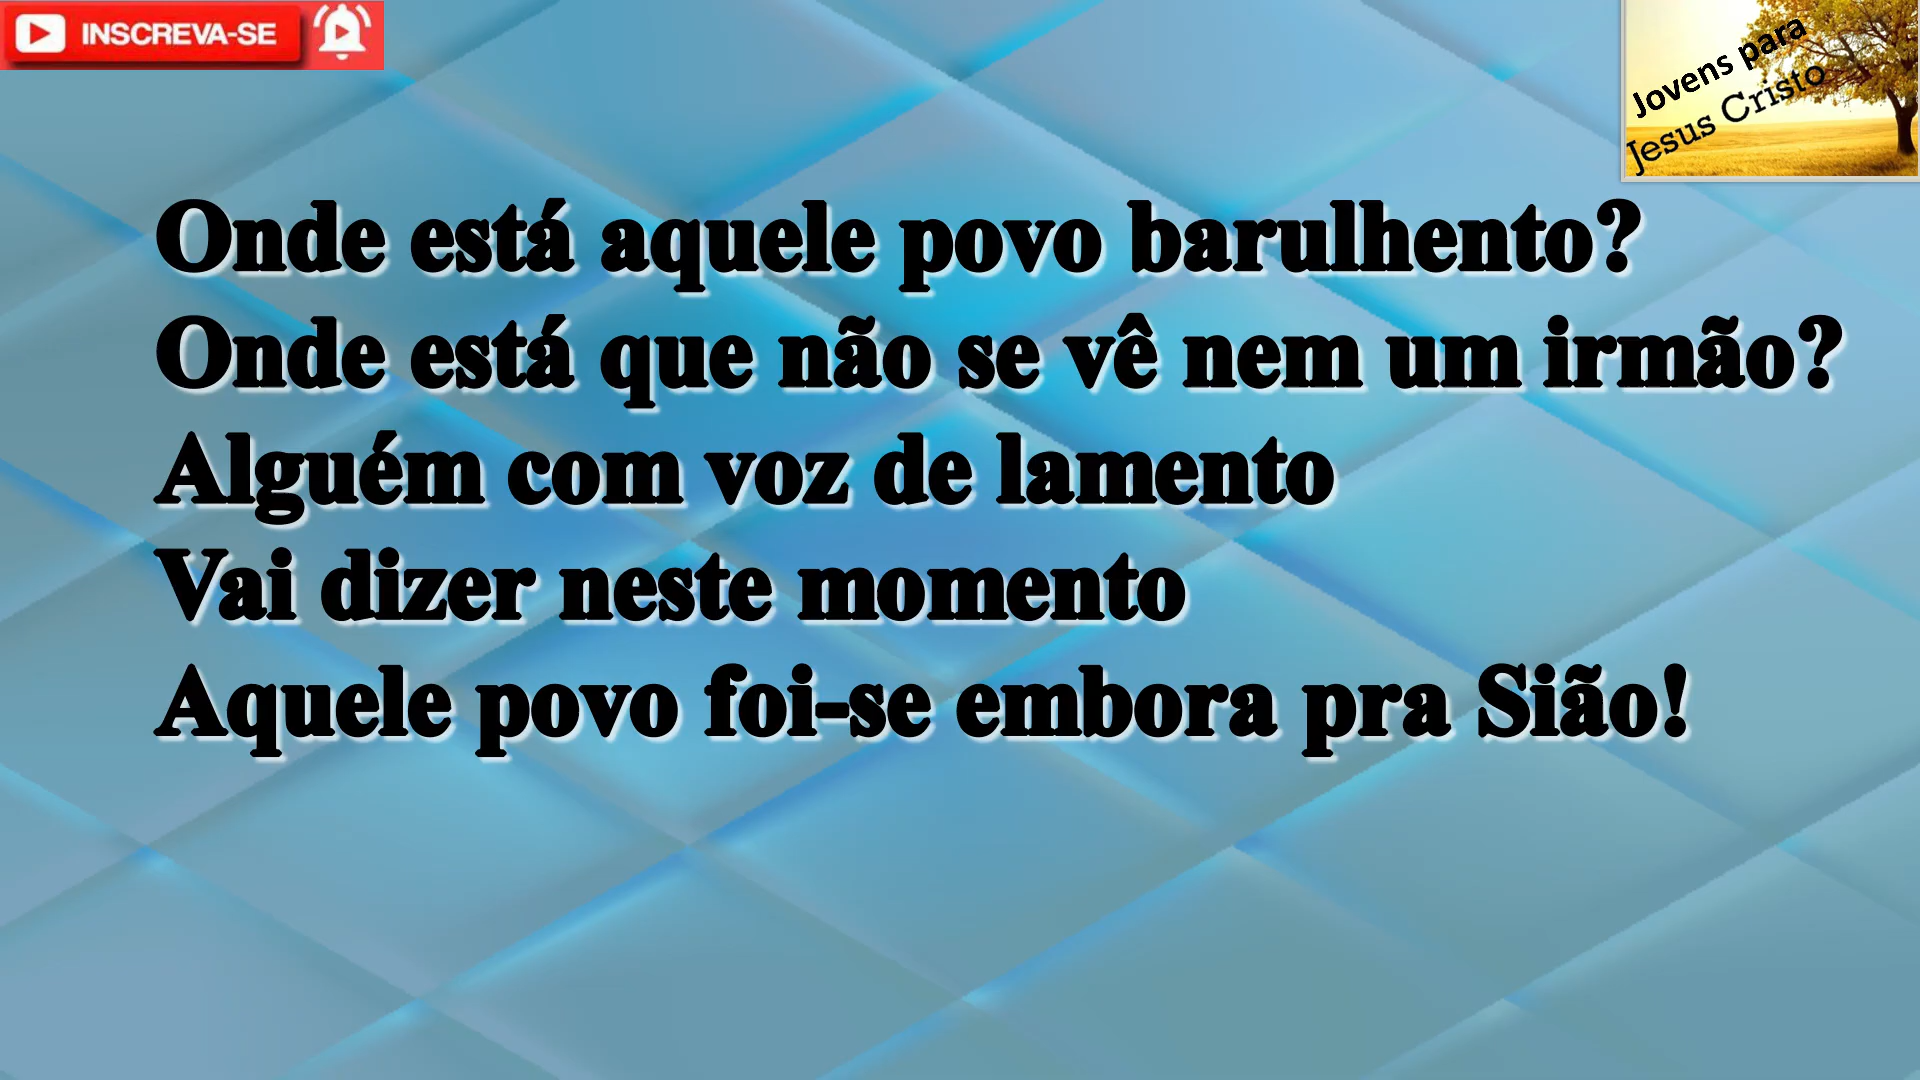 INSCREVA-SE
Jovens para
Jesus Cristo
Onde está aquele povo barulhento?
Onde está que não se vê nem um irmão?
Alguém com voz de lamento
Vai dizer neste momento
Aquele povo foi-se embora pra Sião!